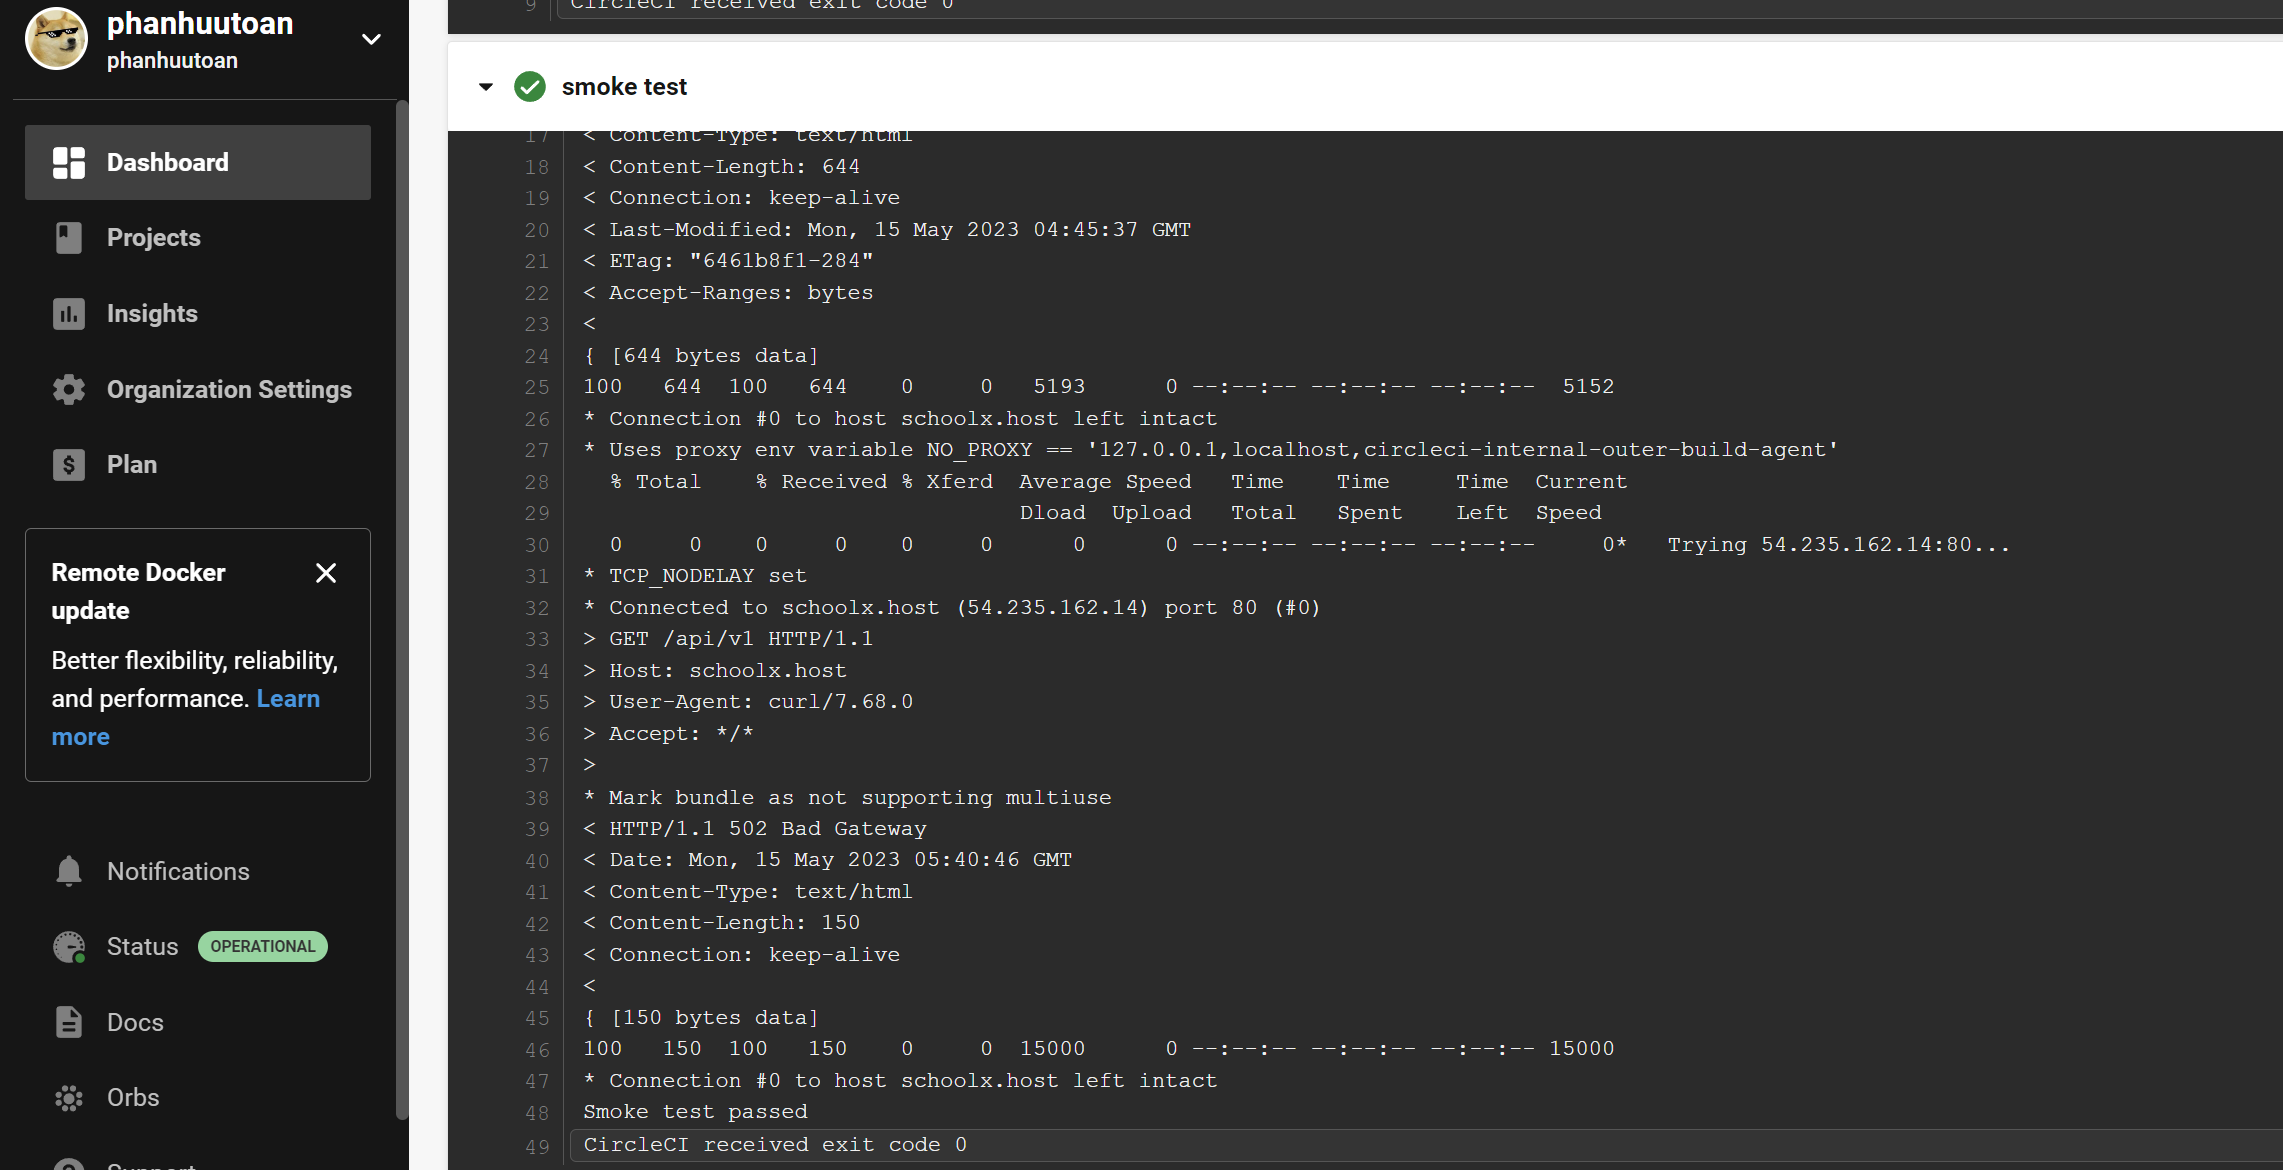 phanhuutoan
phanhuutoan
Dashboard
Projects
Insights
Organization Settings
Plan
Remote Docker
update
Better flexibility, reliability,
and performance. Learn
more
Notifications
Status OPERATIONAL
Docs
Orbs
Support
9 CircleCI received exit code 0
smoke test
17 < Content-Type: text/html
18 < Content-Length: 644
19 < Connection: keep-alive
20 < Last-Modified: Mon, 15 May 2023 04:45:37 GMT
21 < ETag: "6461b8f1-284"
22 < Accept-Ranges: bytes
23 <
24 { [644 bytes data]
25 100 644 100 644 0 0 5193 0 --:--:-- --:--:-- --:--:-- 5152
26 * Connection #0 to host schoolx.host left intact
27 * Uses proxy env variable NO_PROXY == '127.0.0.1,localhost,circleci-internal-outer-build-agent'
28 % Total % Received % Xferd Average Speed Time Time Time Current
29 Dload Upload Total Spent Left Speed
30 0 0 0 0 0 0 0 0 --:--:-- --:--:-- --:--:-- 0* Trying 54.235.162.14:80...
31 * TCP_NODELAY set
32 * Connected to schoolx.host (54.235.162.14) port 80 (#0)
33 > GET /api/v1 HTTP/1.1
34 > Host: schoolx.host
35 > User-Agent: curl/7.68.0
36 > Accept: */*
37 >
38 * Mark bundle as not supporting multiuse
39 < HTTP/1.1 502 Bad Gateway
40 < Date: Mon, 15 May 2023 05:40:46 GMT
41 < Content-Type: text/html
42 < Content-Length: 150
43 < Connection: keep-alive
44 <
45 { [150 bytes data]
46 100 150 100 150 0 0 15000 0 --:--:-- --:--:-- --:--:-- 15000
47 * Connection #0 to host schoolx.host left intact
48 Smoke test passed
49 CircleCI received exit code 0